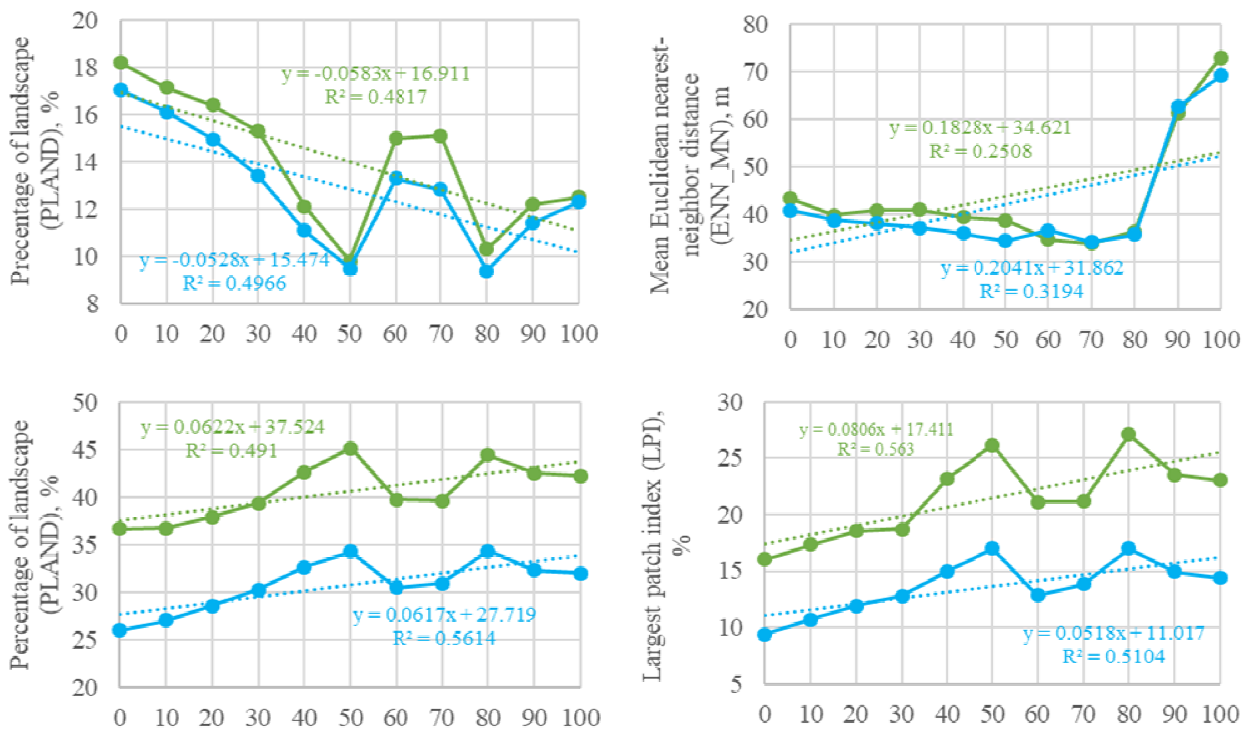 Precentage of landscape
(PLAND), %
20
18
16
14
12
10
8
y = -0.0583x + 16.911
R² = 0.4817
y = -0.0528x + 15.474
R² = 0.4966
0 10 20 30 40 50 60 70 80 90 100
Mean Euclidean nearest-
neighbor distance
(ENN_MN), m
80
70
60
50
40
30
20
y = 0.1828x + 34.621
R² = 0.2508
y = 0.2041x + 31.862
R² = 0.3194
0 10 20 30 40 50 60 70 80 90 100
Percentage of landscape
(PLAND), %
50
45
40
35
30
25
20
y = 0.0622x + 37.524
R² = 0.491
y = 0.0617x + 27.719
R² = 0.5614
0 10 20 30 40 50 60 70 80 90 100
Largest patch index (LPI),
%
30
25
20
15
10
5
y = 0.0806x + 17.411
R² = 0.563
y = 0.0518x + 11.017
R² = 0.5104
0 10 20 30 40 50 60 70 80 90 100